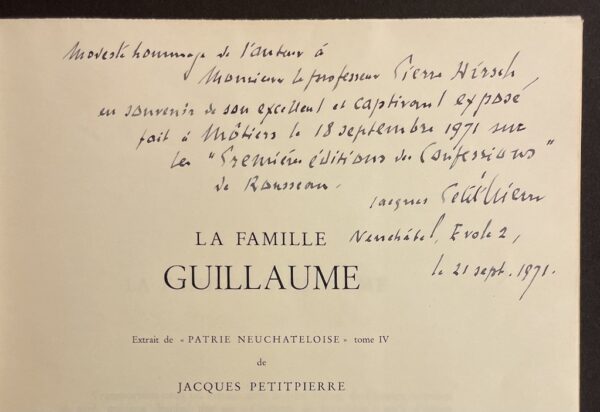 Modeste hommage de l'auteur à
Monsieur le professeur Pierre Hirsch,
en souvenir de son excellent et captivant exposé
fait à Môtiers le 18 septembre 1971 sur
les "Premières éditions des Confessions"
de Rousseau.
Jacques Petitpierre
Neuchâtel, Evole 2,
le 21 sept. 1971.
LA FAMILLE
GUILLAUME
Extrait de « PATRIE NEUCHATELOISE » tome IV
de
JACQUES PETITPIERRE